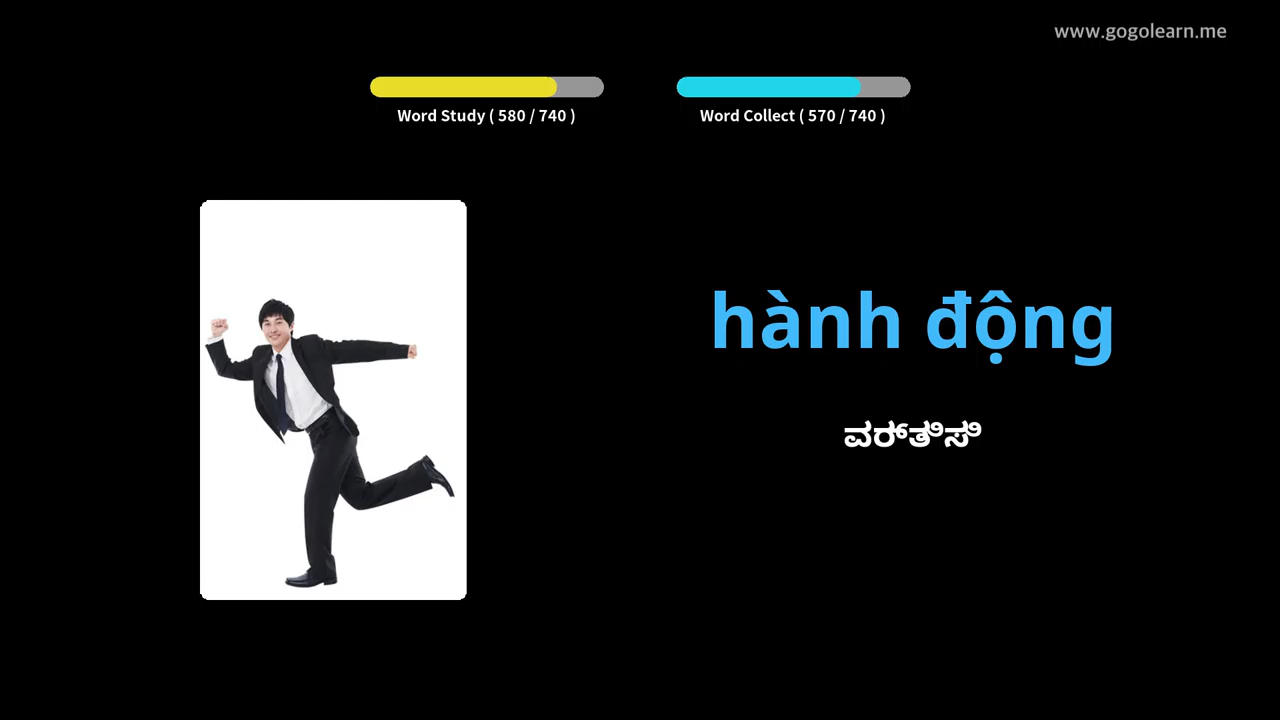 www.gogolearn.me
Word Study ( 580 / 740 )
Word Collect ( 570 / 740 )
hành động
ವರ್ತಿಸಿ